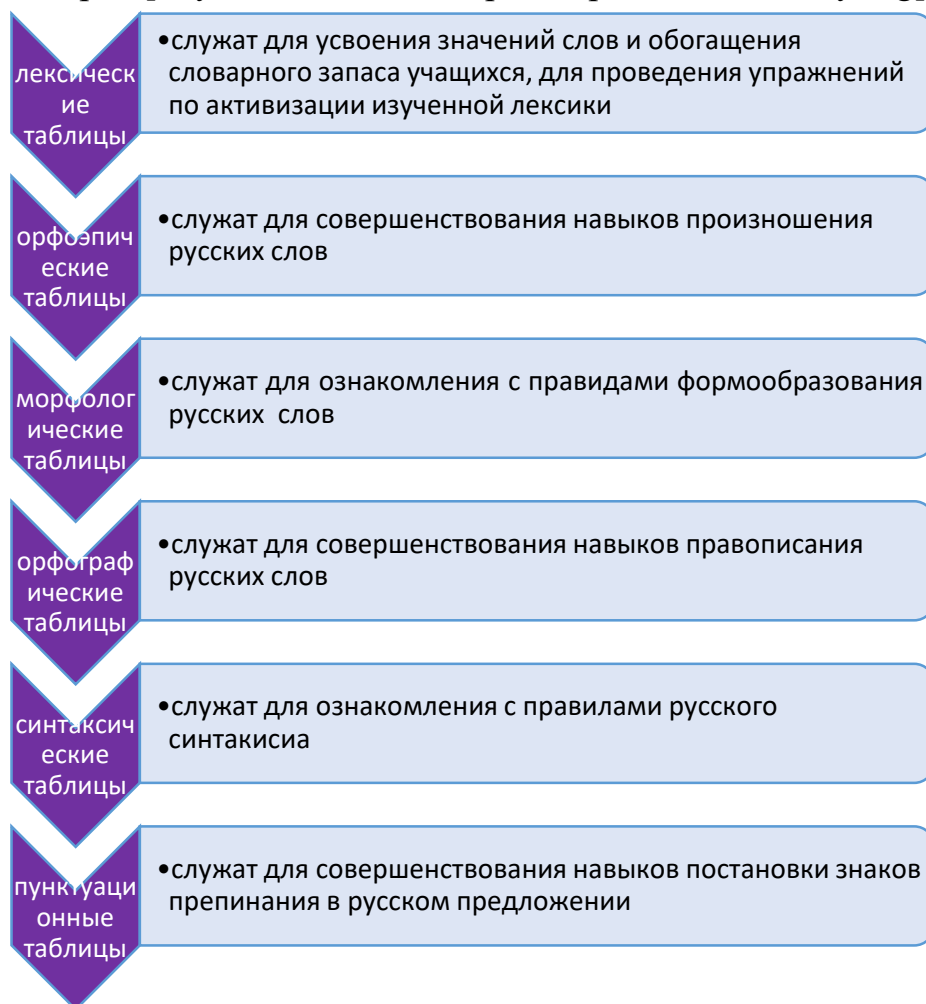 лексическ
ие
таблицы
•служат для усвоения значений слов и обогащения
словарного запаса учащихся, для проведения упражнений
по активизации изученной лексики
орфоэпич
еские
таблицы
•служат для совершенствования навыков произношения
русских слов
морфолог
ические
таблицы
•служат для ознакомления с правидами формообразования
русских слов
орфограф
ические
таблицы
•служат для совершенствования навыков правописания
русских слов
синтаксич
еские
таблицы
•служат для ознакомления с правилами русского
синтакисиа
пунктуаци
онные
таблицы
•служат для совершенствования навыков постановки знаков
препинания в русском предложении